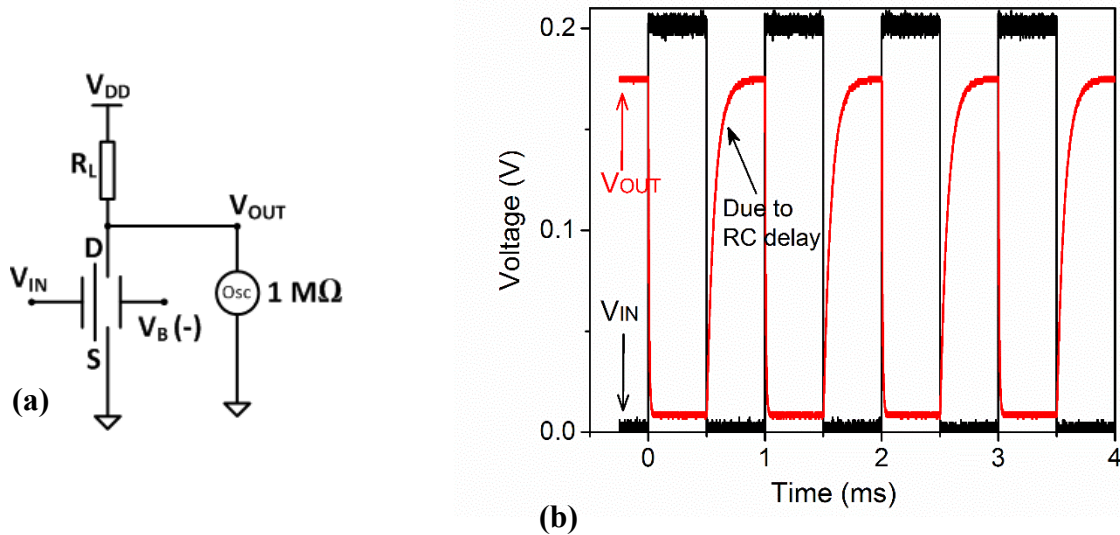 V_DD
R_L
V_OUT
D
V_IN
Osc
1 MΩ
V_B (-)
S
(a)
0.2
0.1
0.0
Voltage (V)
V_OUT
Due to
RC delay
V_IN
0
1
2
3
4
Time (ms)
(b)